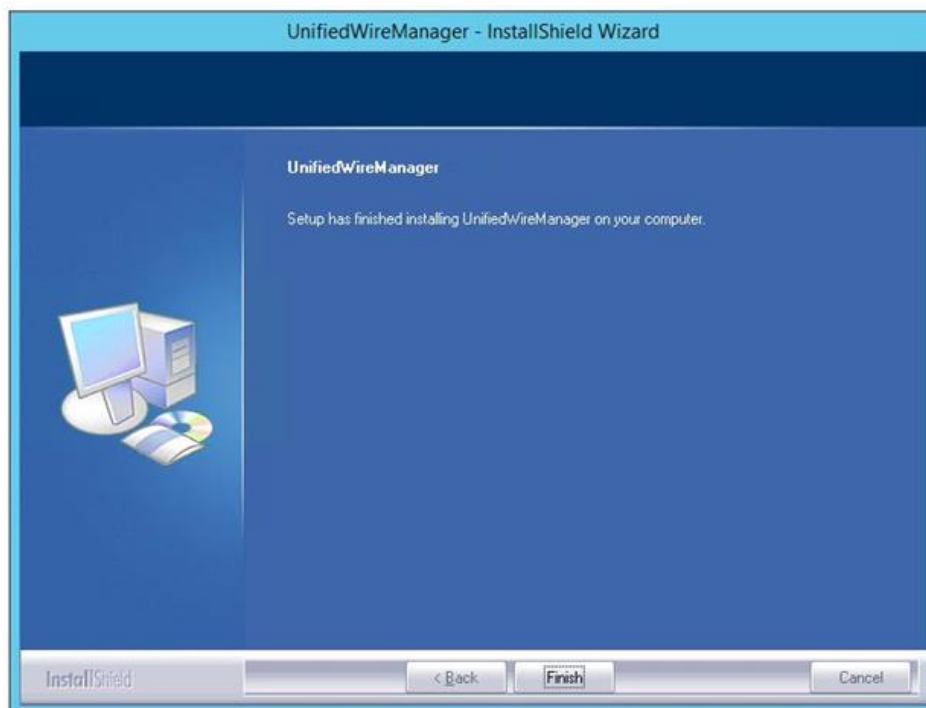 UnifiedWireManager - InstallShield Wizard
UnifiedWireManager
Setup has finished installing UnifiedWireManager on your computer.
InstallShield
< Back
Finish
Cancel